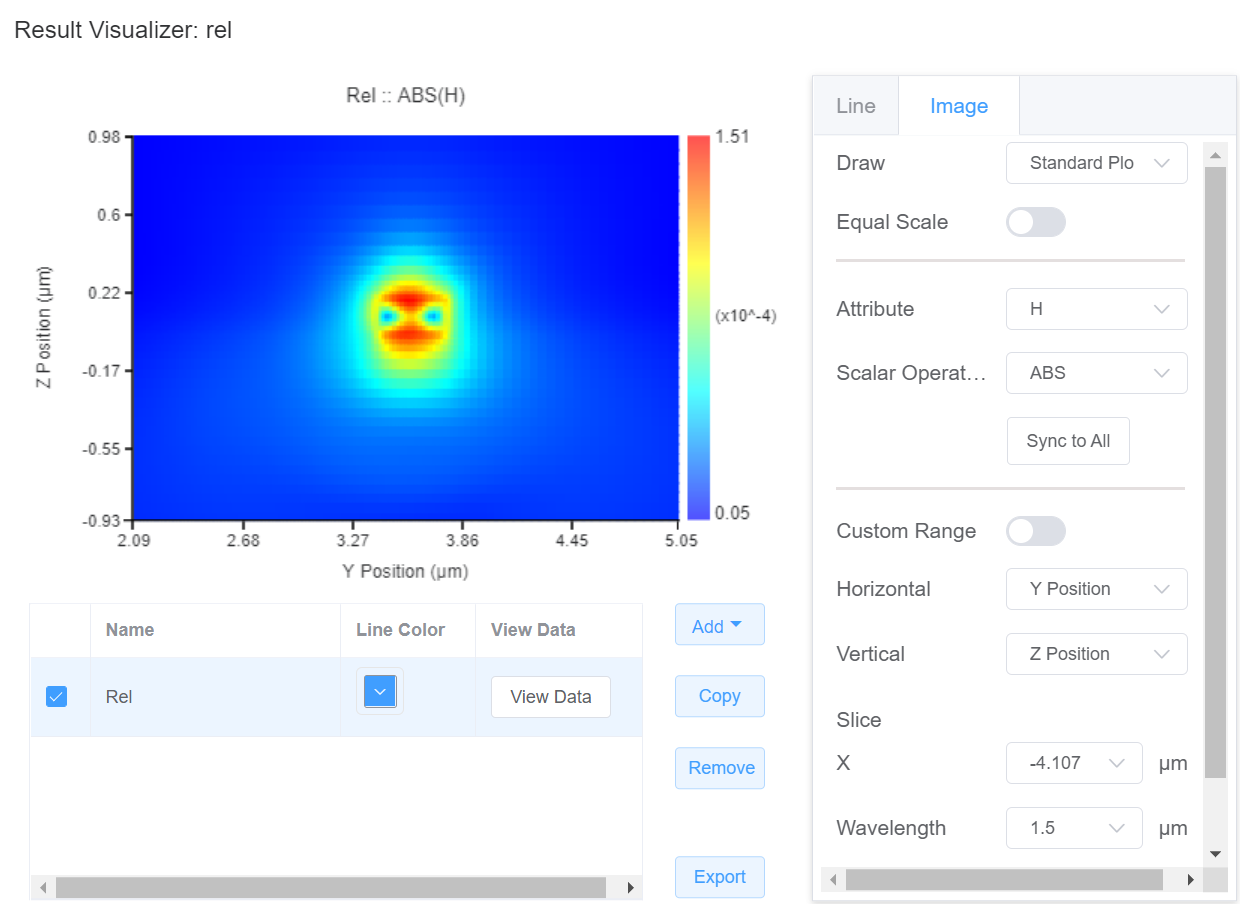 Result Visualizer: rel
Rel :: ABS(H)
0.98
0.6
0.22
-0.17
-0.55
-0.93
Z Position (μm)
2.09 2.68 3.27 3.86 4.45 5.05
Y Position (μm)
1.51
(x10^-4)
0.05
Name Line Color View Data
Rel View Data
Add
Copy
Remove
Export
Line Image
Draw Standard Plo
Equal Scale
Attribute H
Scalar Operat... ABS
Sync to All
Custom Range
Horizontal Y Position
Vertical Z Position
Slice
X -4.107 μm
Wavelength 1.5 μm